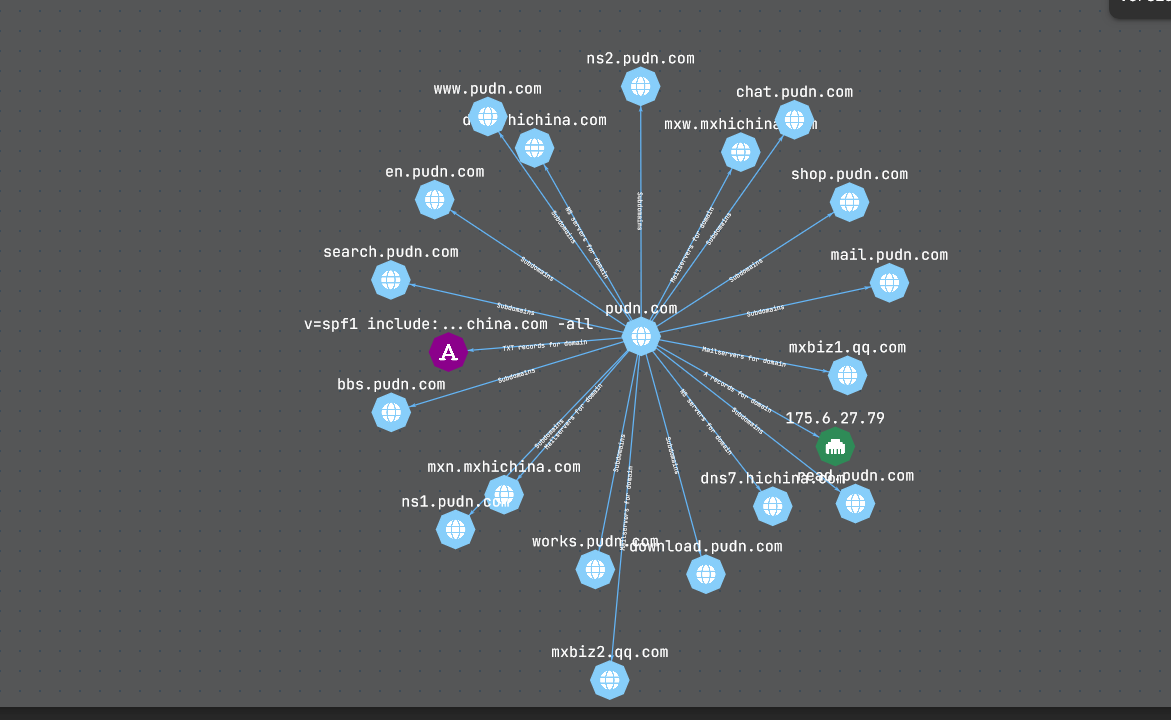 ns2.pudn.com
www.pudn.com
chat.pudn.com
hichina.com
mxw.mxhichina
en.pudn.com
shop.pudn.com
search.pudn.com
mail.pudn.com
pudn.com
v=spf1 include:...china.com -all
mxbiz1.qq.com
bbs.pudn.com
175.6.27.79
mxn.mxhichina.com
dns7.hichina.com
read.pudn.com
ns1.pudn.com
works.pudn.com
download.pudn.com
mxbiz2.qq.com
Subdomains
NS servers for domain
Subdomains
Mailservers for domain
Subdomains
Subdomains
Subdomains
Subdomains
Subdomains
TXT records for domain
Subdomains
Mailservers for domain
A records for domain
Subdomains
NS servers for domain
Subdomains
Mailservers for domain
Subdomains
Mailservers for domain
Subdomains